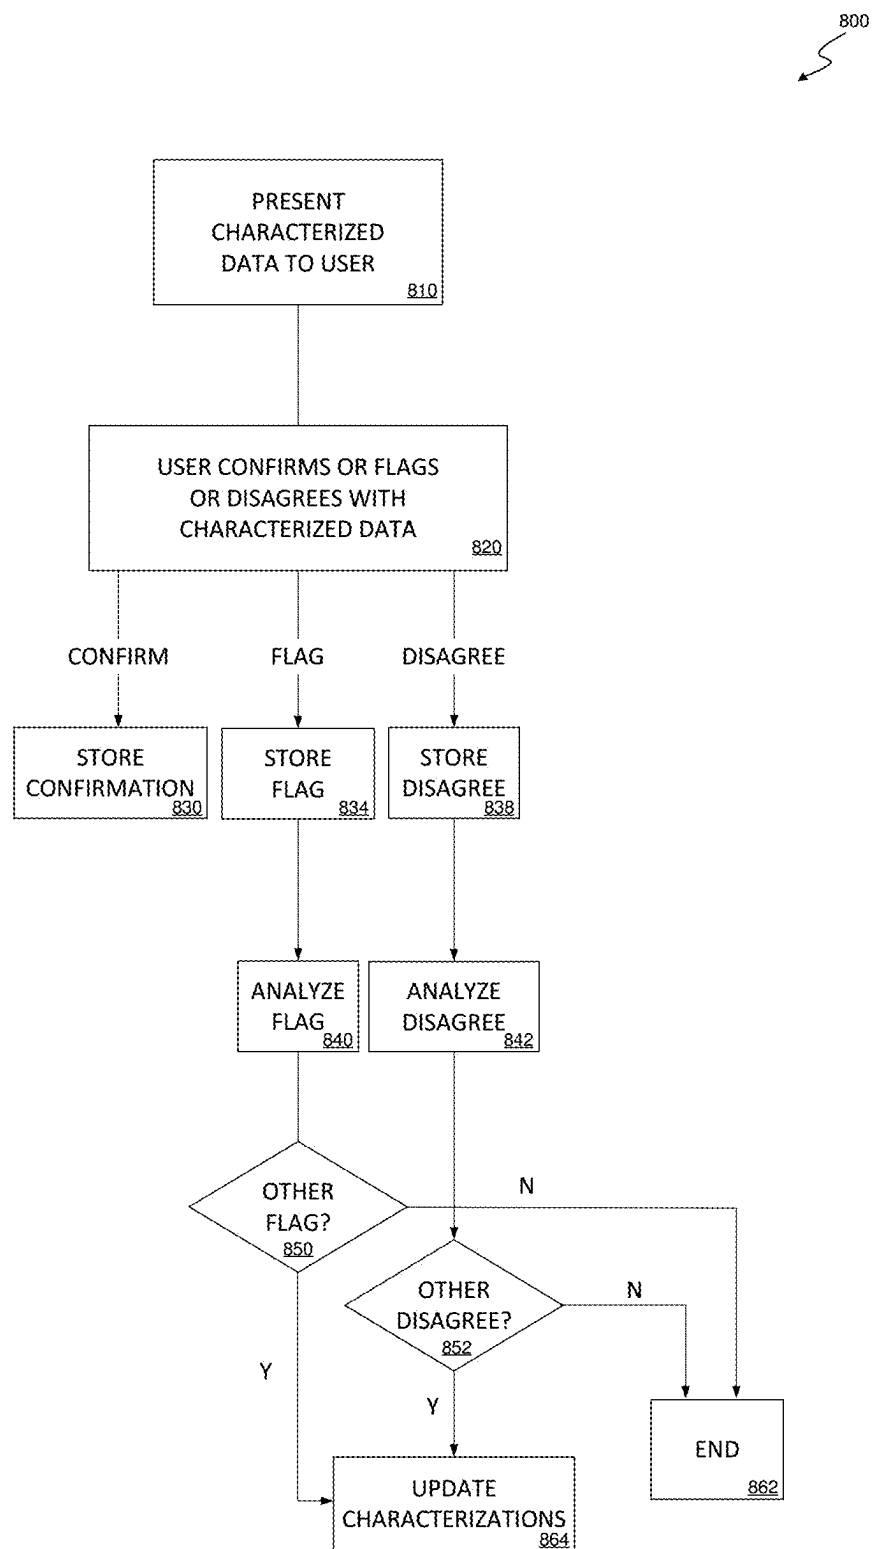 800
PRESENT
CHARACTERIZED
DATA TO USER
810
USER CONFIRMS OR FLAGS
OR DISAGREES WITH
CHARACTERIZED DATA
820
CONFIRM
FLAG
DISAGREE
STORE
CONFIRMATION
830
STORE
FLAG
834
STORE
DISAGREE
838
ANALYZE
FLAG
840
ANALYZE
DISAGREE
842
OTHER
FLAG?
850
N
OTHER
DISAGREE?
852
N
Y
Y
END
862
UPDATE
CHARACTERIZATIONS
864